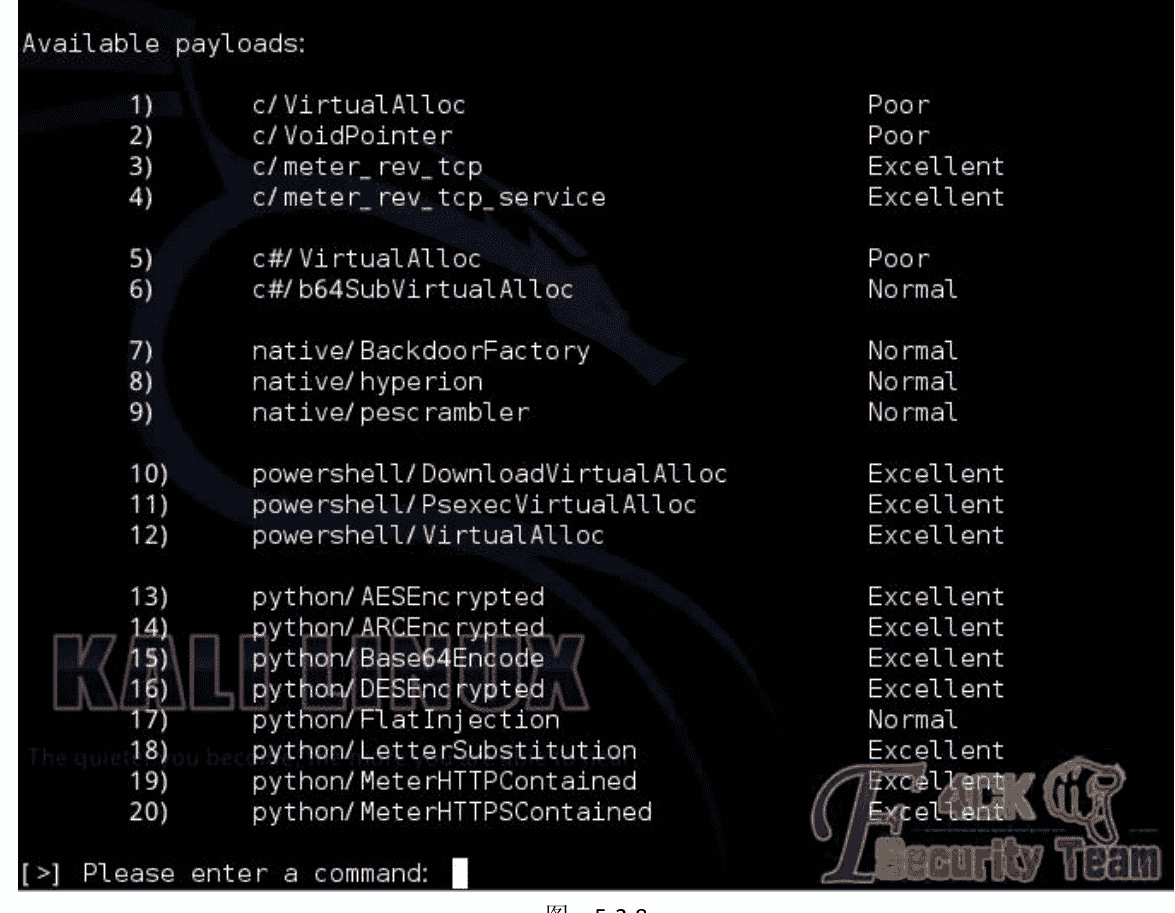 Available payloads:
1) c/VirtualAlloc Poor
2) c/VoidPointer Poor
3) c/meter_rev_tcp Excellent
4) c/meter_rev_tcp_service Excellent
5) c#/VirtualAlloc Poor
6) c#/b64SubVirtualAlloc Normal
7) native/BackdoorFactory Normal
8) native/hyperion Normal
9) native/pescrambler Normal
10) powershell/DownloadVirtualAlloc Excellent
11) powershell/PsexecVirtualAlloc Excellent
12) powershell/VirtualAlloc Excellent
13) python/AESEncrypted Excellent
14) python/ARCEncrypted Excellent
15) python/Base64Encode Excellent
16) python/DESEncrypted Excellent
17) python/FlatInjection Normal
18) python/LetterSubstitution Excellent
19) python/MeterHTTPContained Excellent
20) python/MeterHTTPSContained Excellent
KALI LINUX
The quieter you
Security Team
[>] Please enter a command: